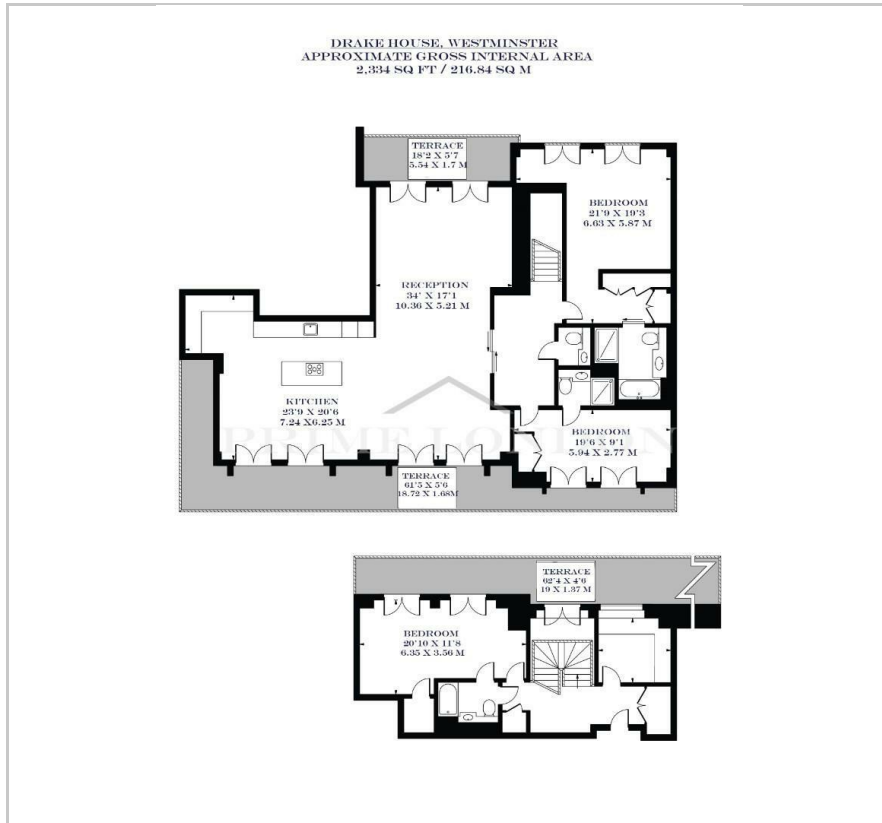 DRAKE HOUSE, WESTMINSTER
APPROXIMATE GROSS INTERNAL AREA
2,334 SQ FT / 216.84 SQ M
TERRACE
18'2 X 5'7
5.54 X 1.7 M
BEDROOM
21'9 X 19'3
6.63 X 5.87 M
RECEPTION
34' X 17'1
10.36 X 5.21 M
KITCHEN
23'9 X 20'6
7.24 X6.25 M
PRIME LONDON
BEDROOM
19'6 X 9'1
5.94 X 2.77 M
TERRACE
61'5 X 5'6
18.72 X 1.68M
TERRACE
62'4 X 4'6
19 X 1.37 M
BEDROOM
20'10 X 11'8
6.35 X 3.56 M